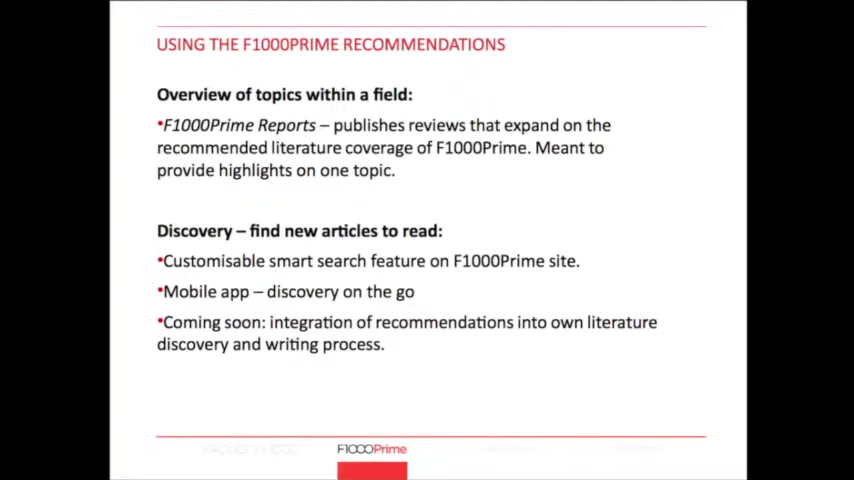 USING THE F1000PRIME RECOMMENDATIONS
Overview of topics within a field:
•F1000Prime Reports – publishes reviews that expand on the
recommended literature coverage of F1000Prime. Meant to
provide highlights on one topic.
Discovery – find new articles to read:
•Customisable smart search feature on F1000Prime site.
•Mobile app – discovery on the go
•Coming soon: integration of recommendations into own literature
discovery and writing process.
F1000Prime